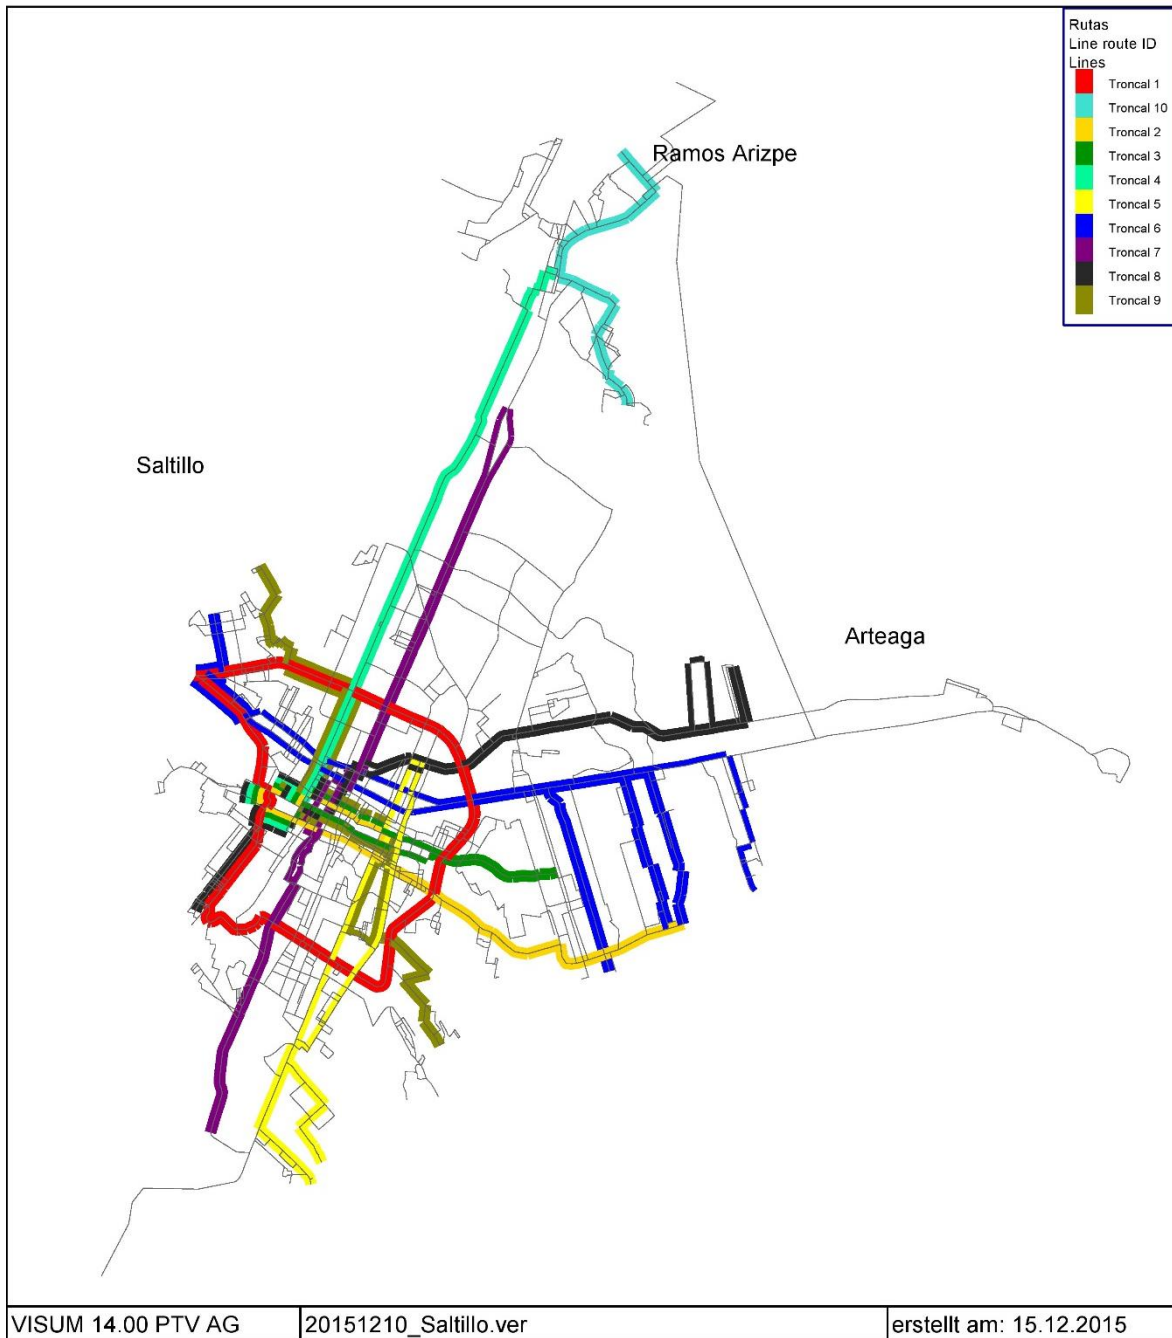 Rutas
Line route ID
Lines
Troncal 1
Troncal 10
Troncal 2
Troncal 3
Troncal 4
Troncal 5
Troncal 6
Troncal 7
Troncal 8
Troncal 9
Ramos Arizpe
Saltillo
Arteaga
VISUM 14.00 PTV AG
20151210_Saltillo.ver
erstellt am: 15.12.2015